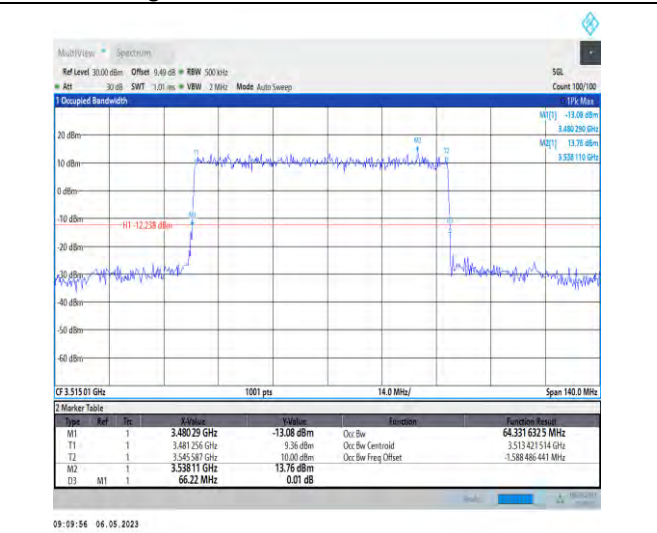 MultiView Spectrum
Ref Level 30.00 dBm Offset 9.49 dB RBW 500 kHz SGL
Att 30 dB SWT 1.01 ms VBW 2 MHz Mode Auto Sweep Count 100/100
1 Occupied Bandwidth 1Pk Max
M1[1] -13.08 dBm
3.480 290 GHz
M2[1] 13.76 dBm
3.538 110 GHz
20 dBm
M2
T1 T2
10 dBm
0 dBm
-10 dBm
M1
H1 -12.238 dBm
D3
-20 dBm
-30 dBm
-40 dBm
-50 dBm
-60 dBm
CF 3.515 01 GHz 1001 pts 14.0 MHz/ Span 140.0 MHz
2 Marker Table
Type Ref Trc X-Value Y-Value Function Function Result
M1 1 3.480 29 GHz -13.08 dBm Occ Bw 64.331 632 5 MHz
T1 1 3.481 256 GHz 9.36 dBm Occ Bw Centroid 3.513 421 514 GHz
T2 1 3.545 587 GHz 10.00 dBm Occ Bw Freq Offset -1.588 486 441 MHz
M2 1 3.538 11 GHz 13.76 dBm
D3 M1 1 66.22 MHz 0.01 dB
09:09:56 06.05.2023